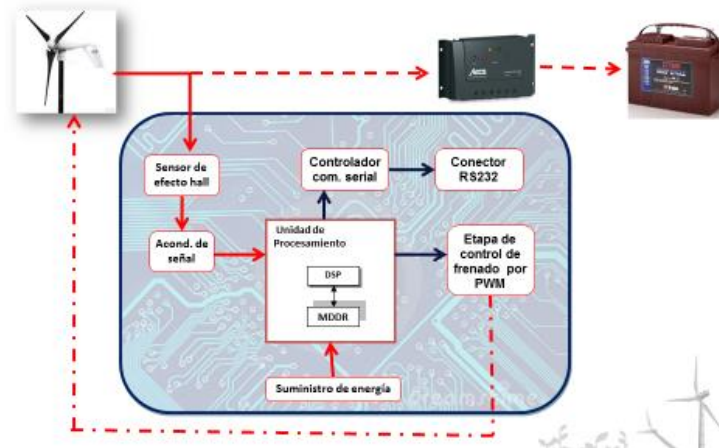 Sensor de
efecto hall
Controlador
com. serial
Conector
RS232
Unidad de
Procesamiento
Acond. de
señal
DSP
MDDR
Etapa de
control de
frenado por
PWM
Suministro de energía
dreamstime